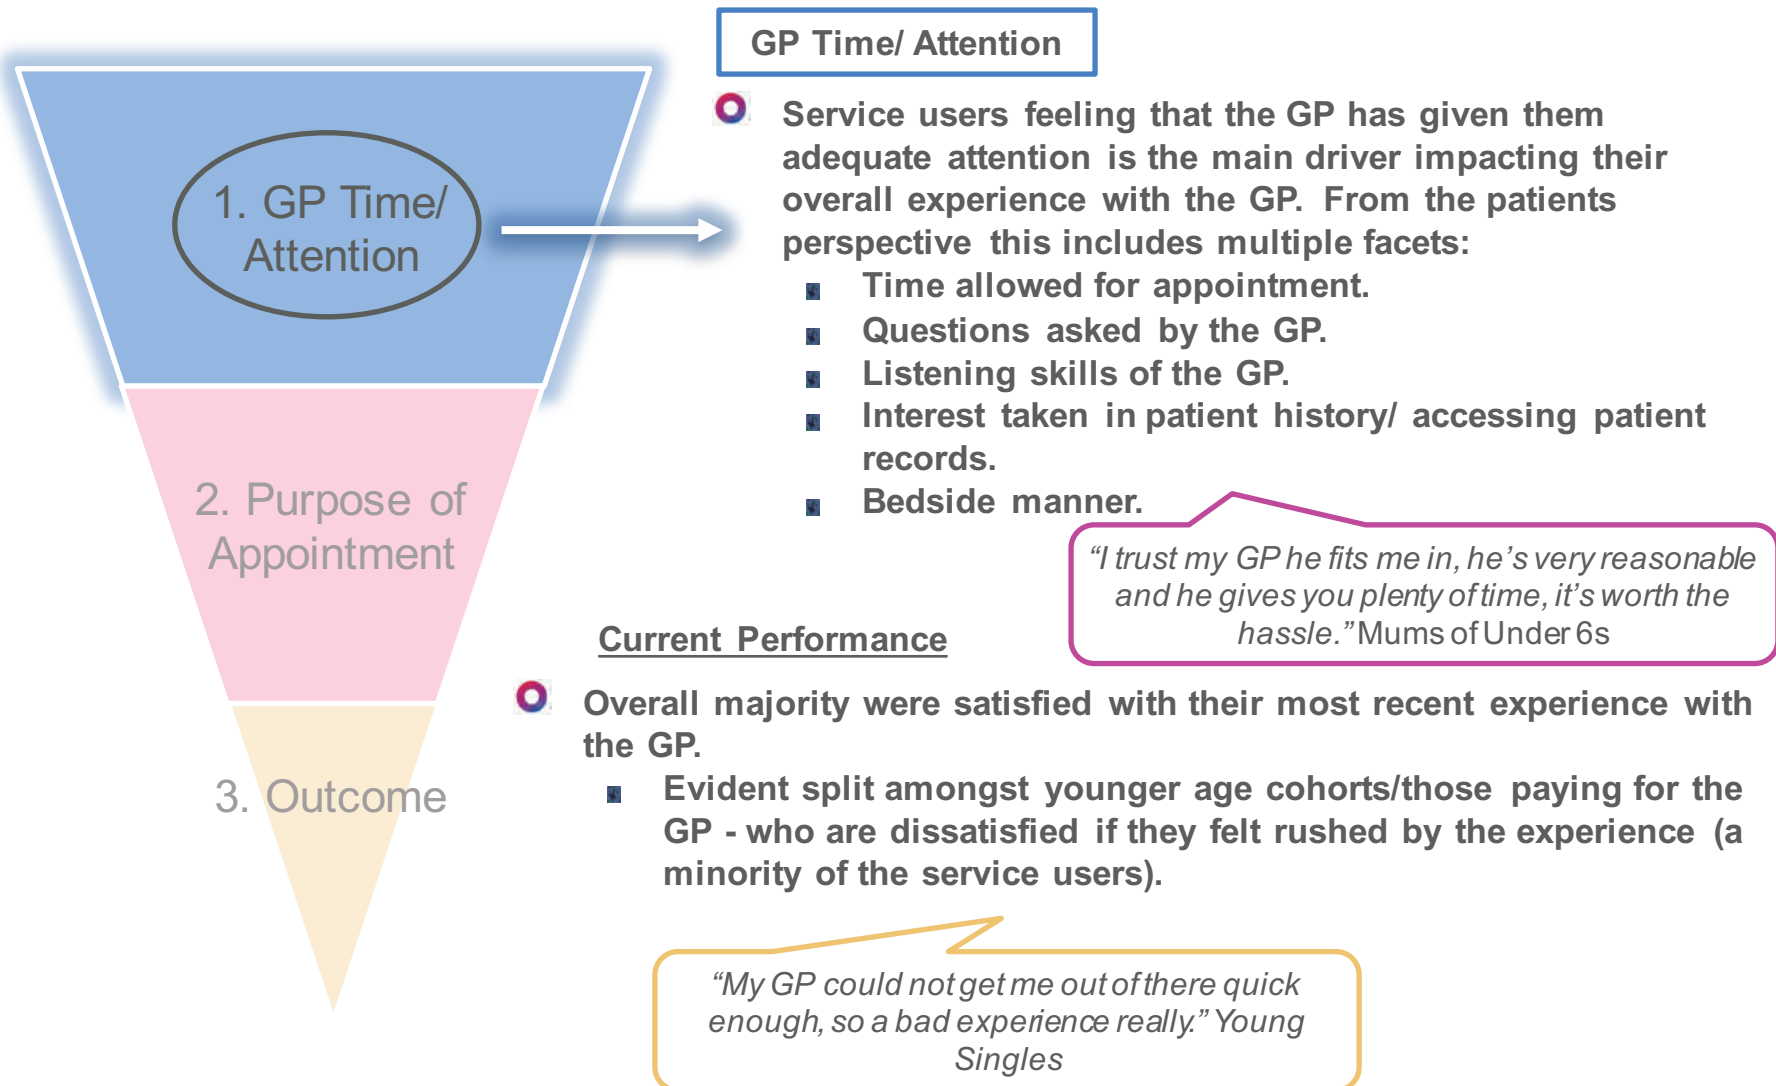 GP Time/ Attention
1. GP Time/
Attention
2. Purpose of
Appointment
3. Outcome
Service users feeling that the GP has given them
adequate attention is the main driver impacting their
overall experience with the GP. From the patients
perspective this includes multiple facets:
Time allowed for appointment.
Questions asked by the GP.
Listening skills of the GP.
Interest taken in patient history/ accessing patient
records.
Bedside manner.
“I trust my GP he fits me in, he’s very reasonable
and he gives you plenty of time, it’s worth the
hassle.” Mums of Under 6s
Current Performance
Overall majority were satisfied with their most recent experience with
the GP.
Evident split amongst younger age cohorts/those paying for the
GP - who are dissatisfied if they felt rushed by the experience (a
minority of the service users).
“My GP could not get me out of there quick
enough, so a bad experience really.” Young
Singles